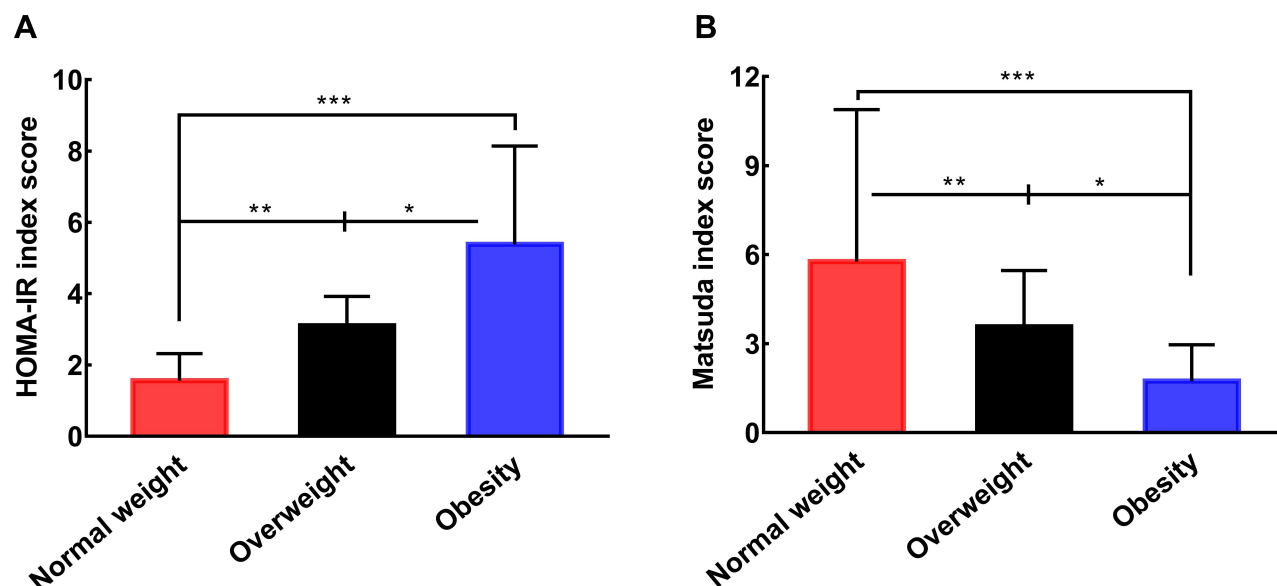 A
HOMA-IR index score
10
8
6
4
2
0
***
**
*
Normal weight
Overweight
Obesity
B
Matsuda index score
12
9
6
3
0
***
**
*
Normal weight
Overweight
Obesity